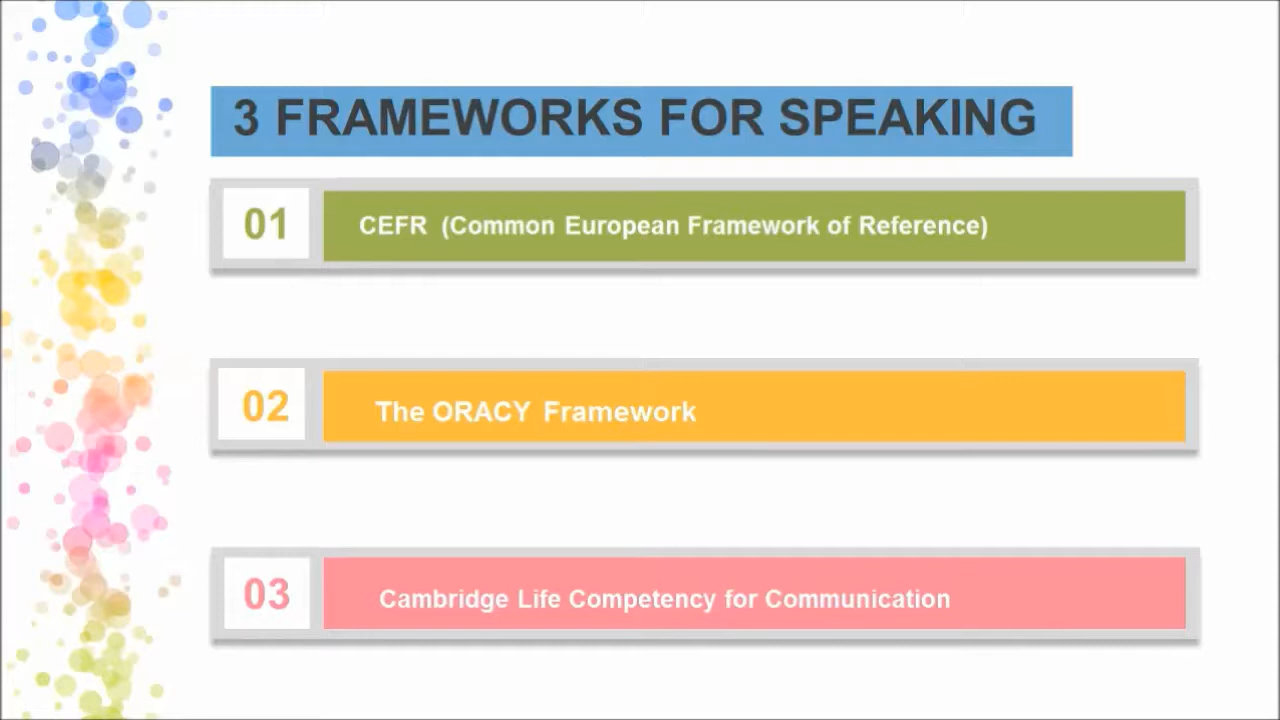 3 FRAMEWORKS FOR SPEAKING
01
CEFR (Common European Framework of Reference)
02
The ORACY Framework
03
Cambridge Life Competency for Communication